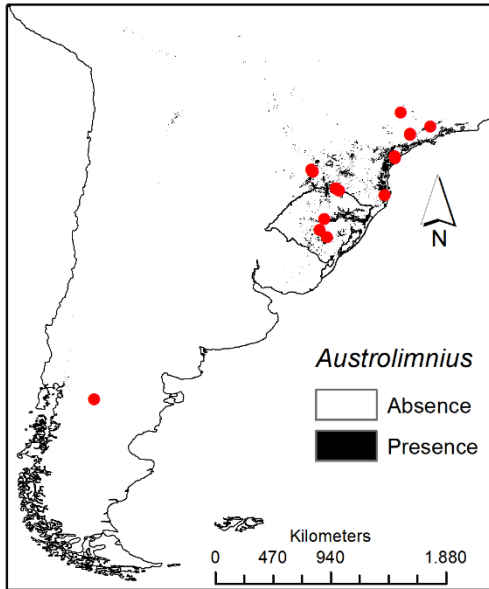 N
Austrolimnius
Absence
Presence
Kilometers
0 470 940 1.880